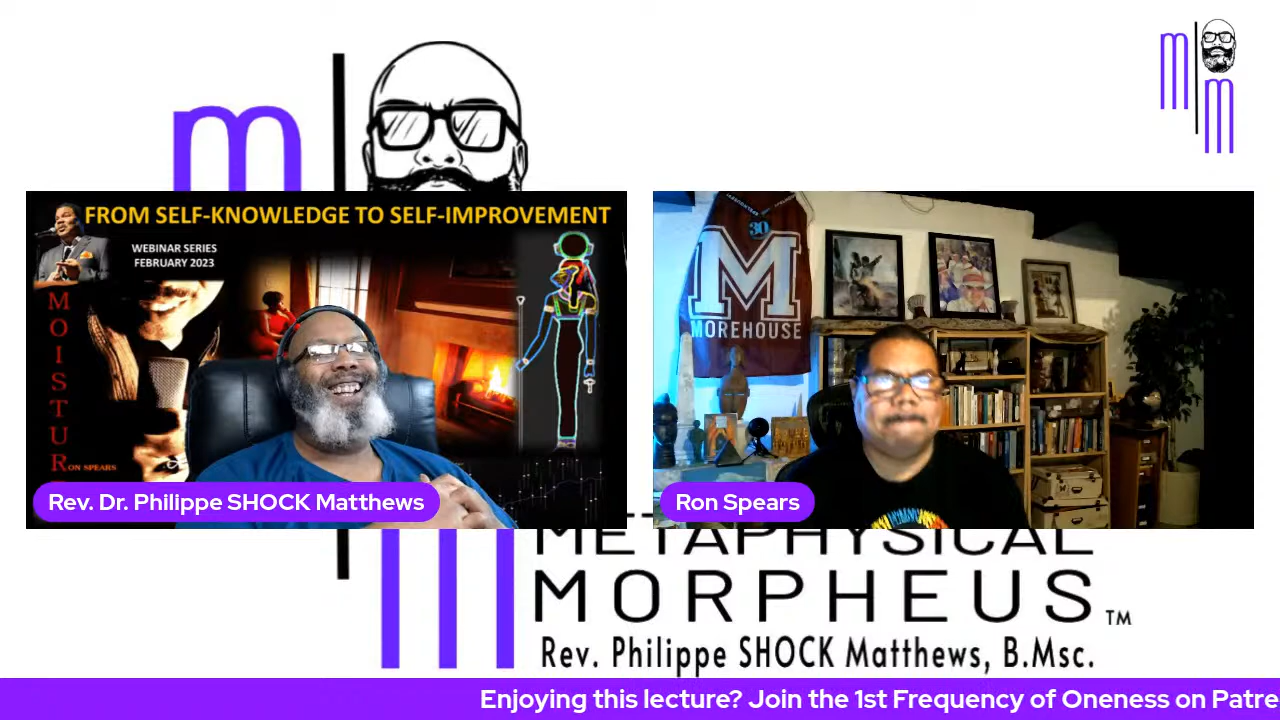 m
m
m
FROM SELF-KNOWLEDGE TO SELF-IMPROVEMENT
WEBINAR SERIES
FEBRUARY 2023
MOISTUR
RON SPEARS
Rev. Dr. Philippe SHOCK Matthews
30
M
MOREHOUSE
Ron Spears
m
METAPHYSICAL
MORPHEUS™
Rev. Philippe SHOCK Matthews, B.Msc.
Enjoying this lecture? Join the 1st Frequency of Oneness on Patre